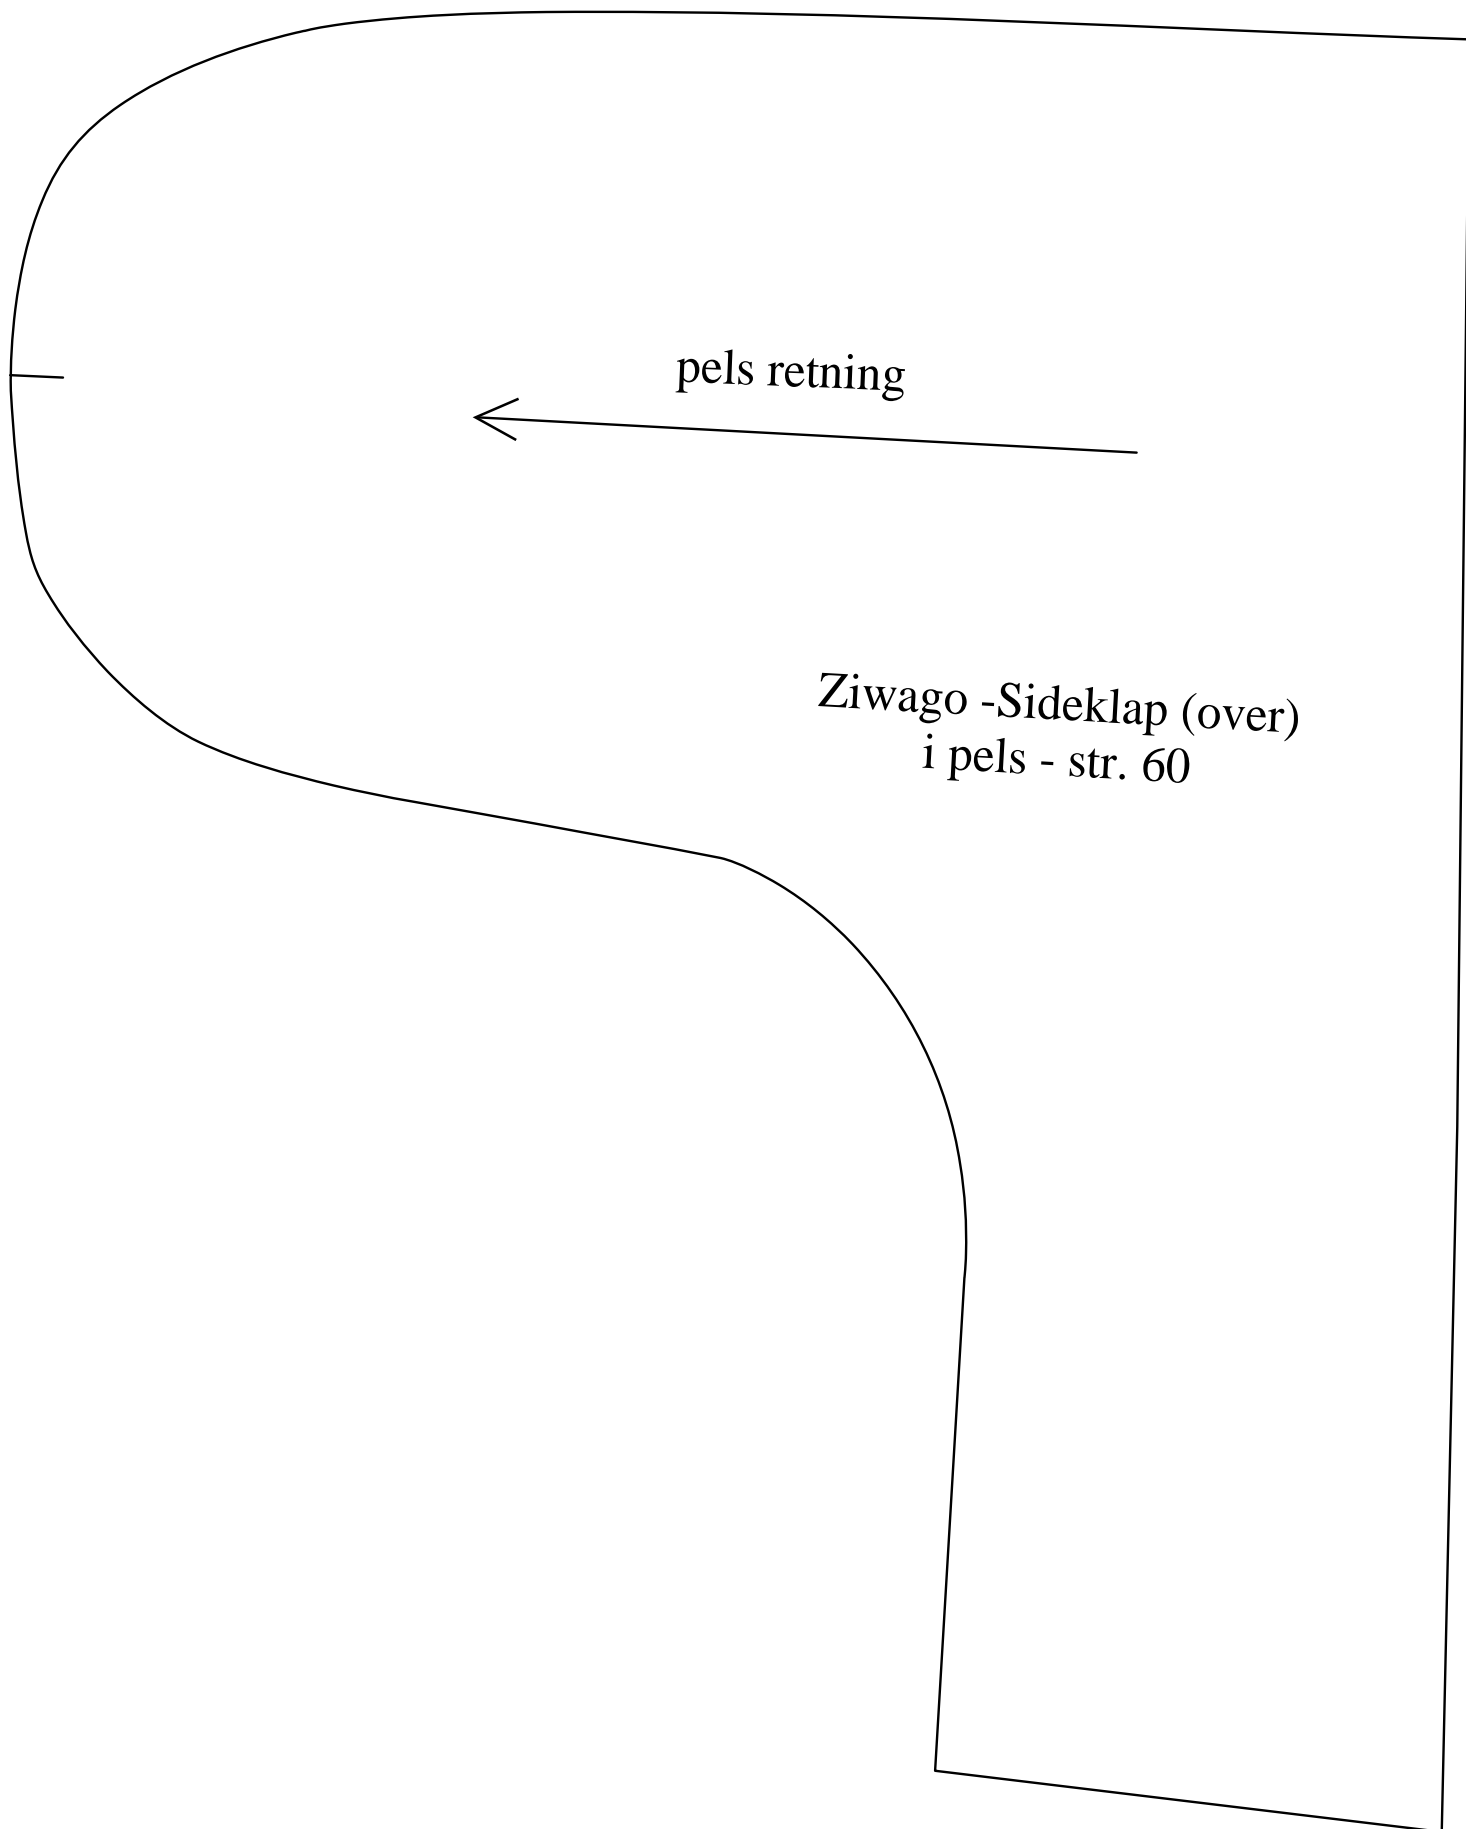 pels retning
Ziwago -Sideklap (over)
i pels - str. 60